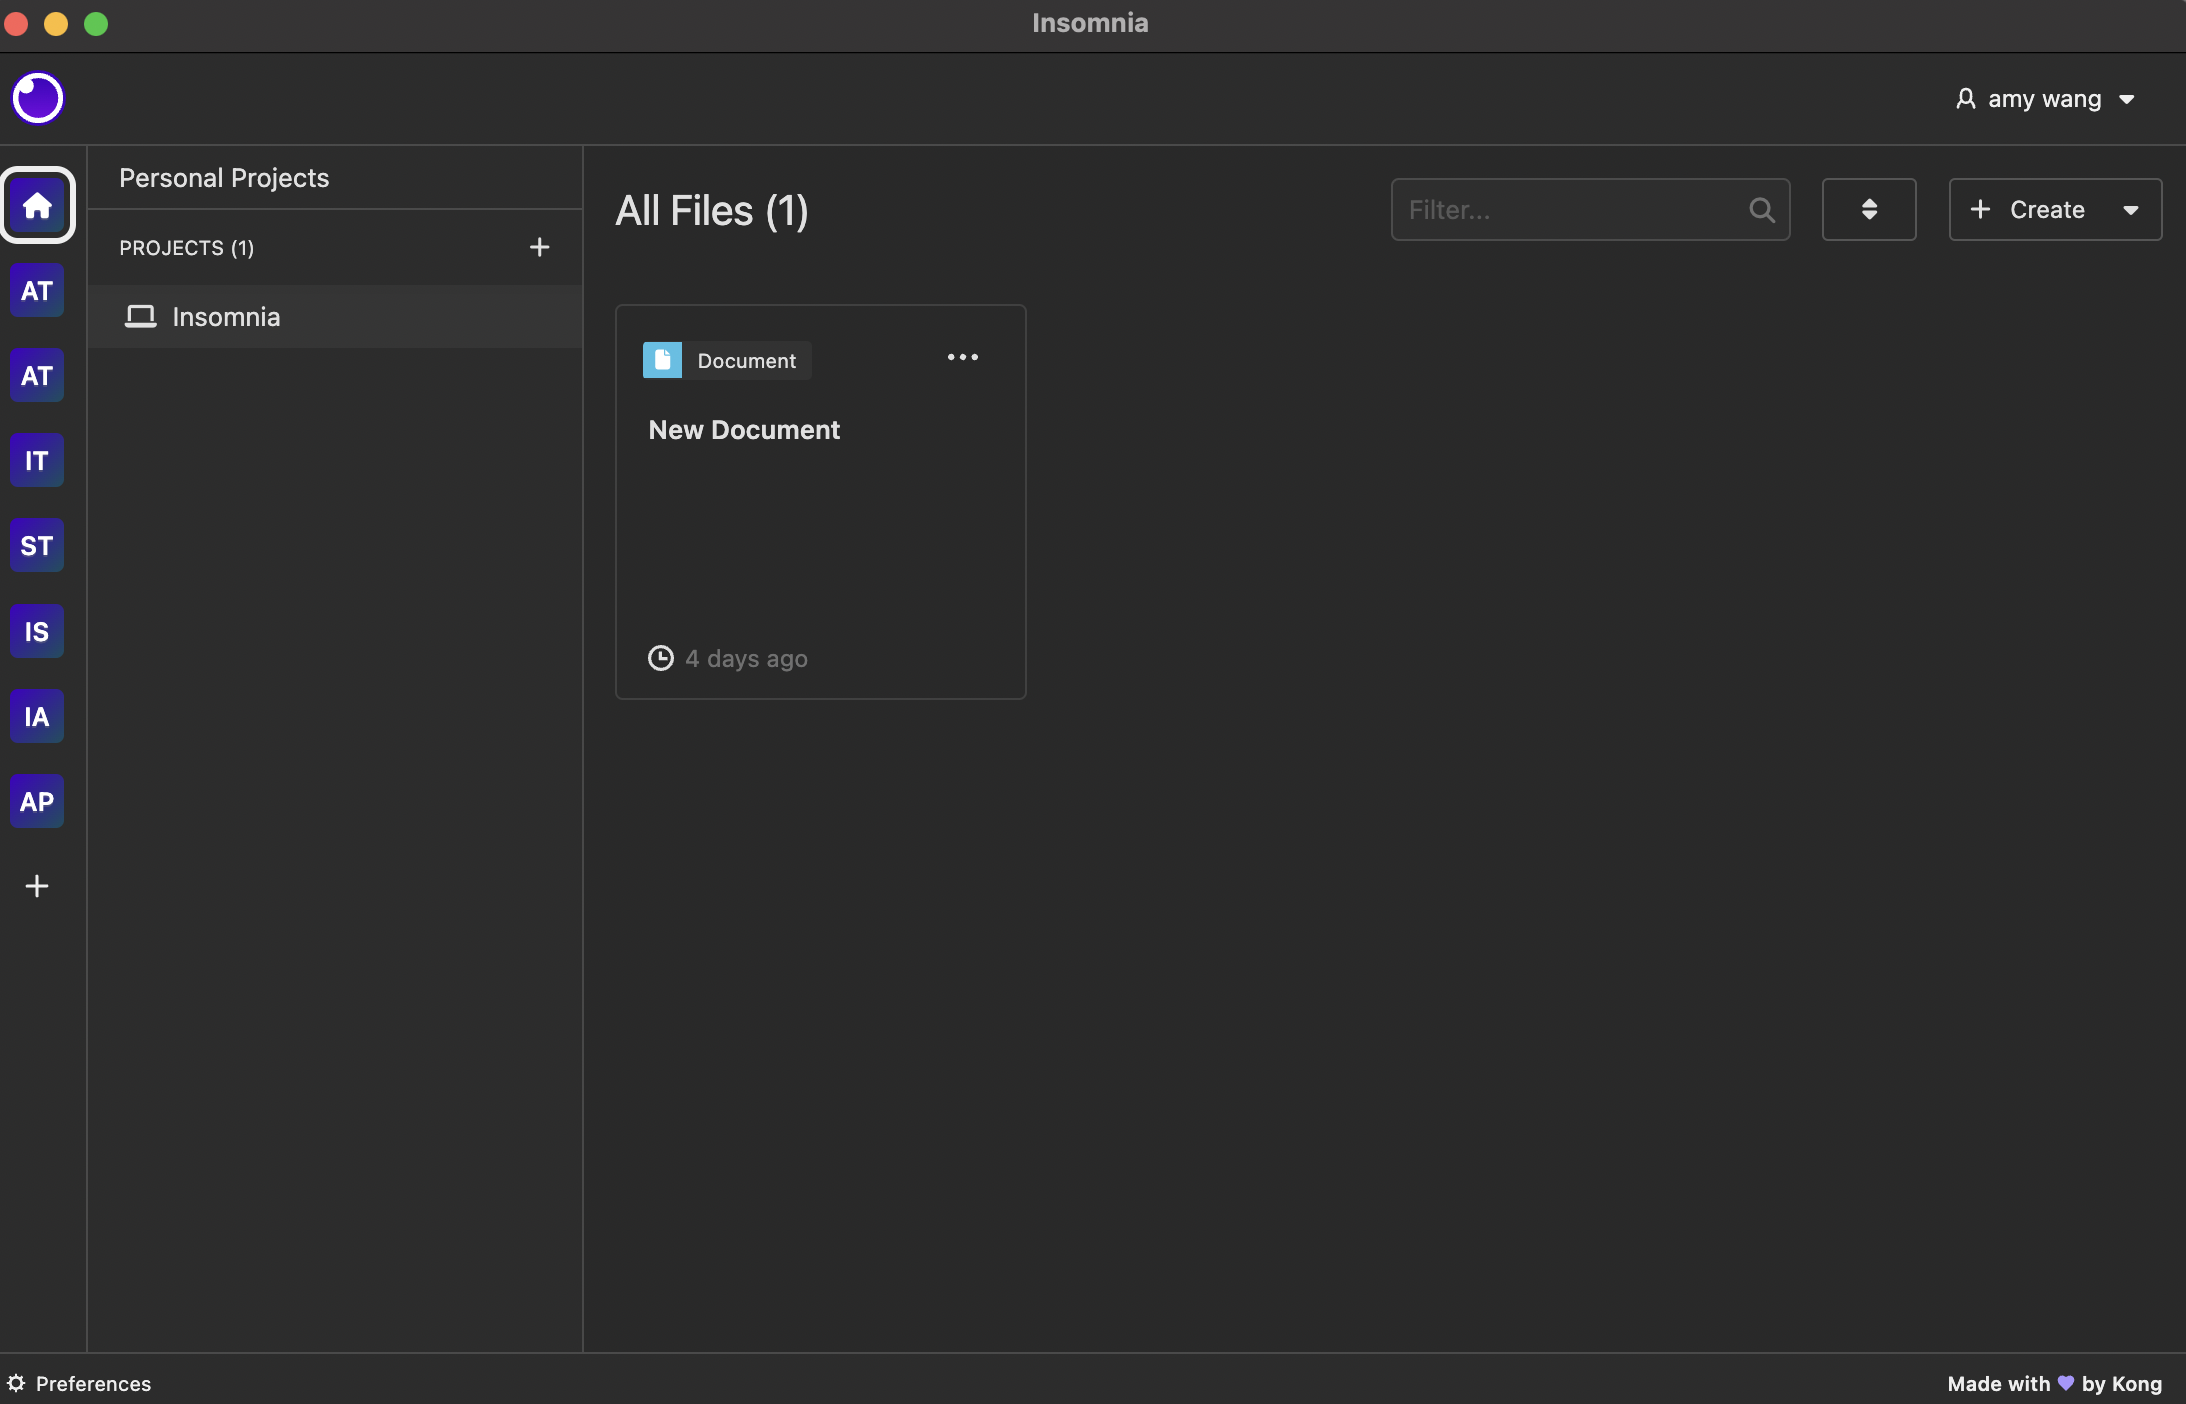 Insomnia
amy wang
Personal Projects
PROJECTS (1)
Insomnia
AT
AT
IT
ST
IS
IA
AP
All Files (1)
Filter...
Create
Document
New Document
4 days ago
Preferences
Made with 💜 by Kong